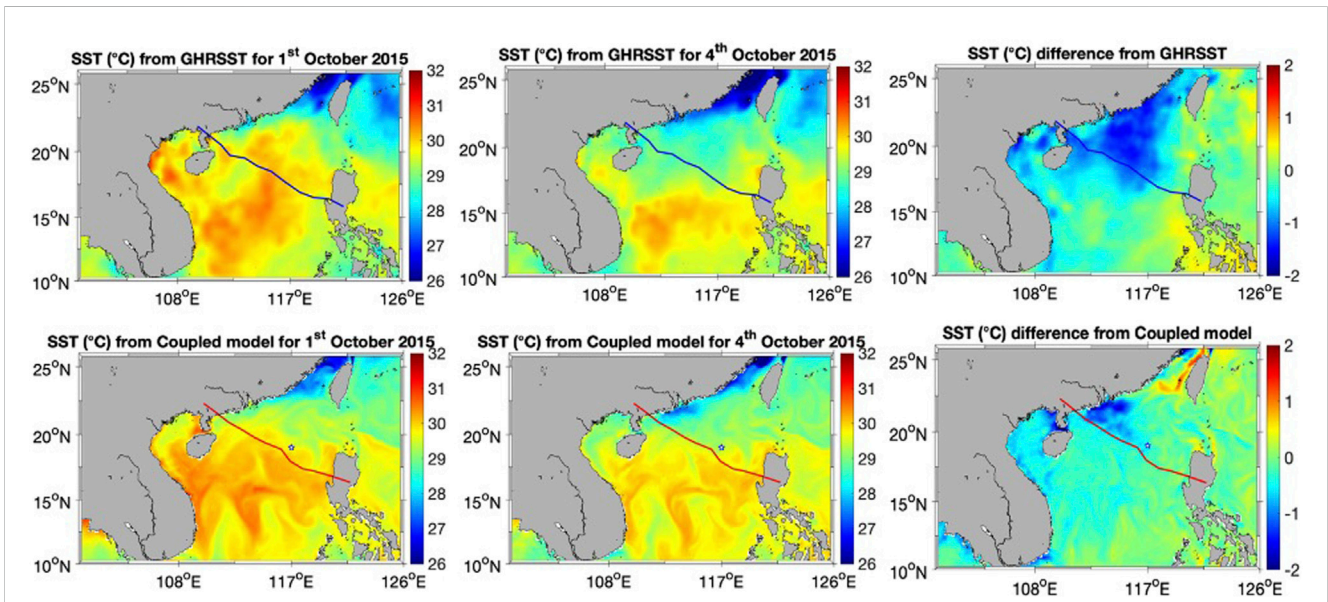 SST (°C) from GHRSST for 1st October 2015
25°N
20°N
15°N
10°N
108°E
117°E
126°E
32
31
30
29
28
27
26
SST (°C) from GHRSST for 4th October 2015
25°N
20°N
15°N
10°N
108°E
117°E
126°E
32
31
30
29
28
27
26
SST (°C) difference from GHRSST
25°N
20°N
15°N
10°N
108°E
117°E
126°E
2
1
0
-1
-2
SST (°C) from Coupled model for 1st October 2015
25°N
20°N
15°N
10°N
108°E
117°E
126°E
32
31
30
29
28
27
26
SST (°C) from Coupled model for 4th October 2015
25°N
20°N
15°N
10°N
108°E
117°E
126°E
32
31
30
29
28
27
26
SST (°C) difference from Coupled model
25°N
20°N
15°N
10°N
108°E
117°E
126°E
2
1
0
-1
-2